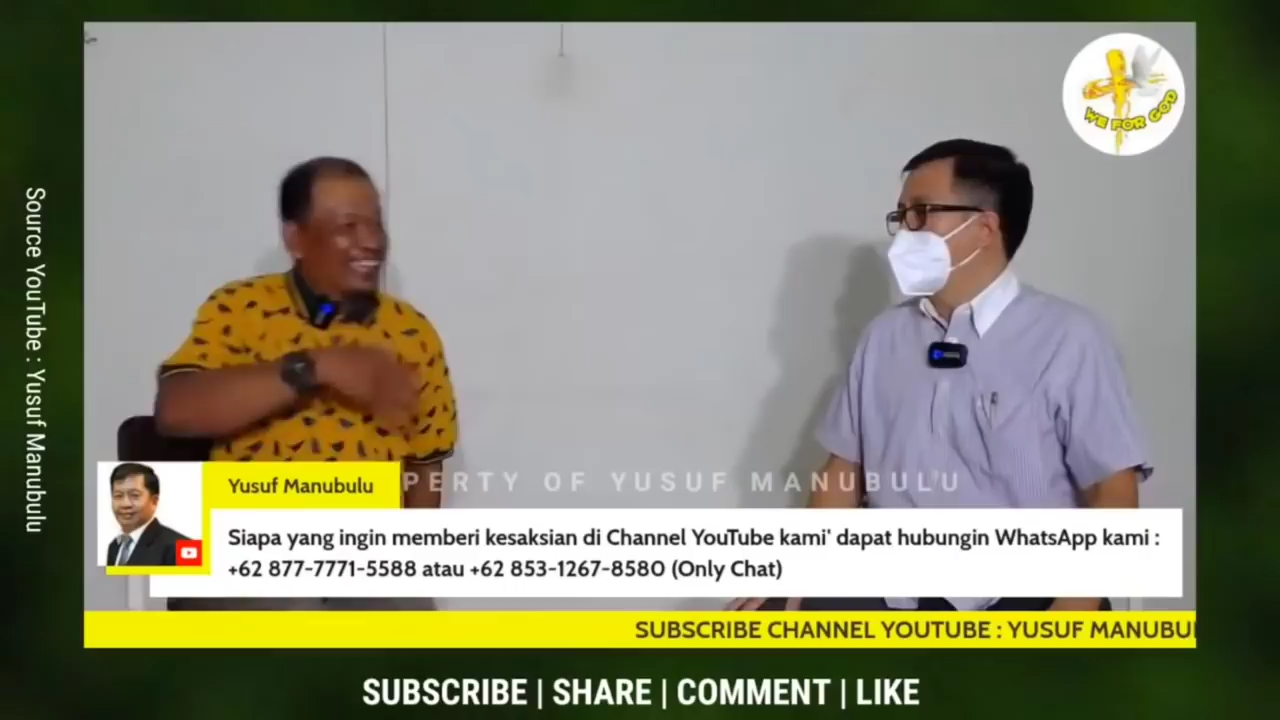 WE FOR GOD
Source YouTube : Yusuf Manubulu
PERTY OF YUSUF MANUBULU
Yusuf Manubulu
Siapa yang ingin memberi kesaksian di Channel YouTube kami' dapat hubungin WhatsApp kami :
+62 877-7771-5588 atau +62 853-1267-8580 (Only Chat)
SUBSCRIBE CHANNEL YOUTUBE : YUSUF MANUBU
SUBSCRIBE | SHARE | COMMENT | LIKE